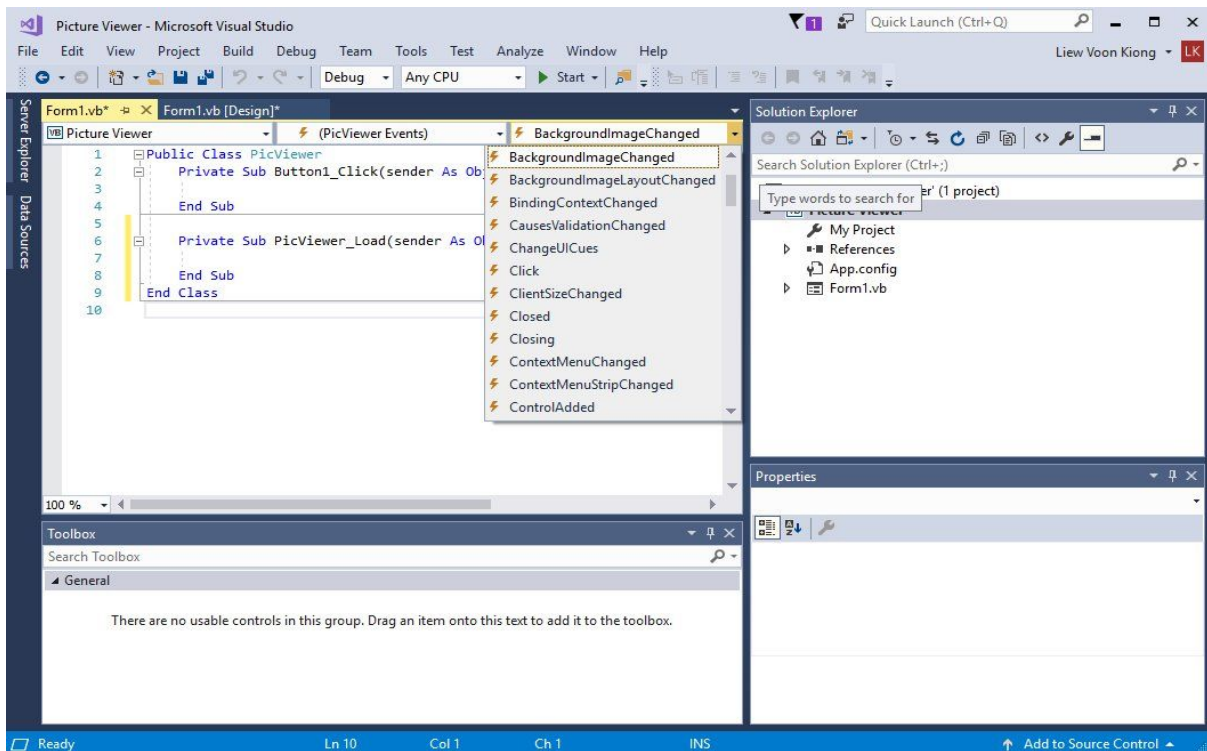 Picture Viewer - Microsoft Visual Studio
1
Quick Launch (Ctrl+Q)
File Edit View Project Build Debug Team Tools Test Analyze Window Help
Liew Voon Kiong
LK
Debug Any CPU Start
Server Explorer
Data Sources
Form1.vb* Form1.vb [Design]*
VB Picture Viewer (PicViewer Events) BackgroundImageChanged
1 Public Class PicViewer
2 Private Sub Button1_Click(sender As Obj
3
4 End Sub
5
6 Private Sub PicViewer_Load(sender As Ob
7
8 End Sub
9 End Class
10
BackgroundImageChanged
BackgroundImageLayoutChanged
BindingContextChanged
CausesValidationChanged
ChangeUICues
Click
ClientSizeChanged
Closed
Closing
ContextMenuChanged
ContextMenuStripChanged
ControlAdded
100 %
Solution Explorer
Search Solution Explorer (Ctrl+;)
er' (1 project)
Type words to search for
Picture Viewer
My Project
References
App.config
Form1.vb
Properties
Toolbox
Search Toolbox
General
There are no usable controls in this group. Drag an item onto this text to add it to the toolbox.
Ready Ln 10 Col 1 Ch 1 INS Add to Source Control